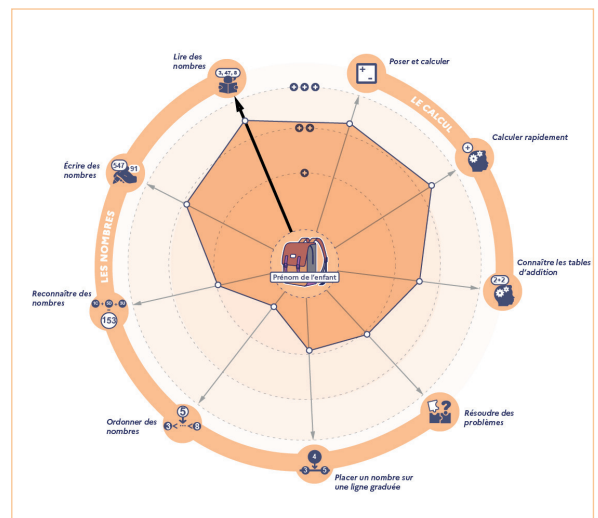 Lire des
nombres
3, 47, 8
Poser et calculer
+
-
LE CALCUL
Calculer rapidement
+
Écrire des
nombres
547
91
+++
++
+
LES NOMBRES
Prénom de l'enfant
Connaître les tables
d'addition
2+2
Reconnaître des
nombres
153
Résoudre des
problèmes
?
Ordonner des
nombres
5
3<...<8
4
3
5
Placer un nombre sur
une ligne graduée